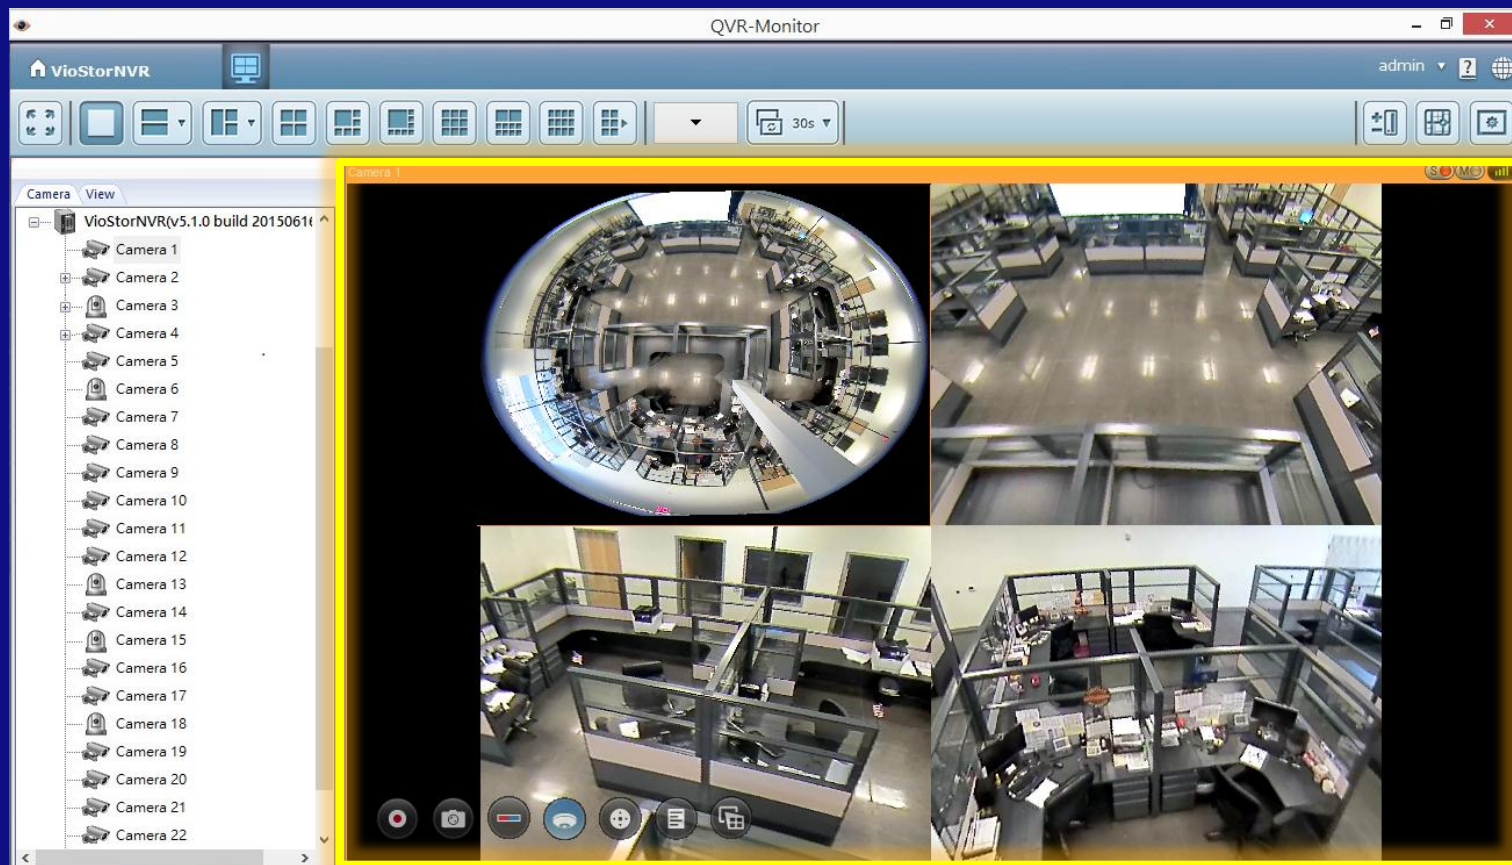 QVR-Monitor
VioStorNVR
admin
?
30s
Camera View
Camera 1
S M
VioStorNVR(v5.1.0 build 2015061
Camera 1
Camera 2
Camera 3
Camera 4
Camera 5
Camera 6
Camera 7
Camera 8
Camera 9
Camera 10
Camera 11
Camera 12
Camera 13
Camera 14
Camera 15
Camera 16
Camera 17
Camera 18
Camera 19
Camera 20
Camera 21
Camera 22